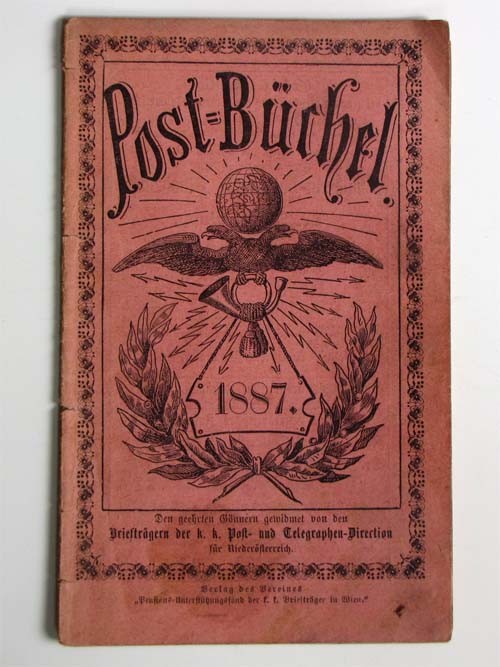 Post-Büchel.
1887.
Den geehrten Gönnern gewidmet von den
Briefträgern der k. k. Post- und Telegraphen-Direction
für Niederösterreich.
Verlag des Vereines
„Pensions-Unterstützungsfond der k. k. Briefträger in Wien.“